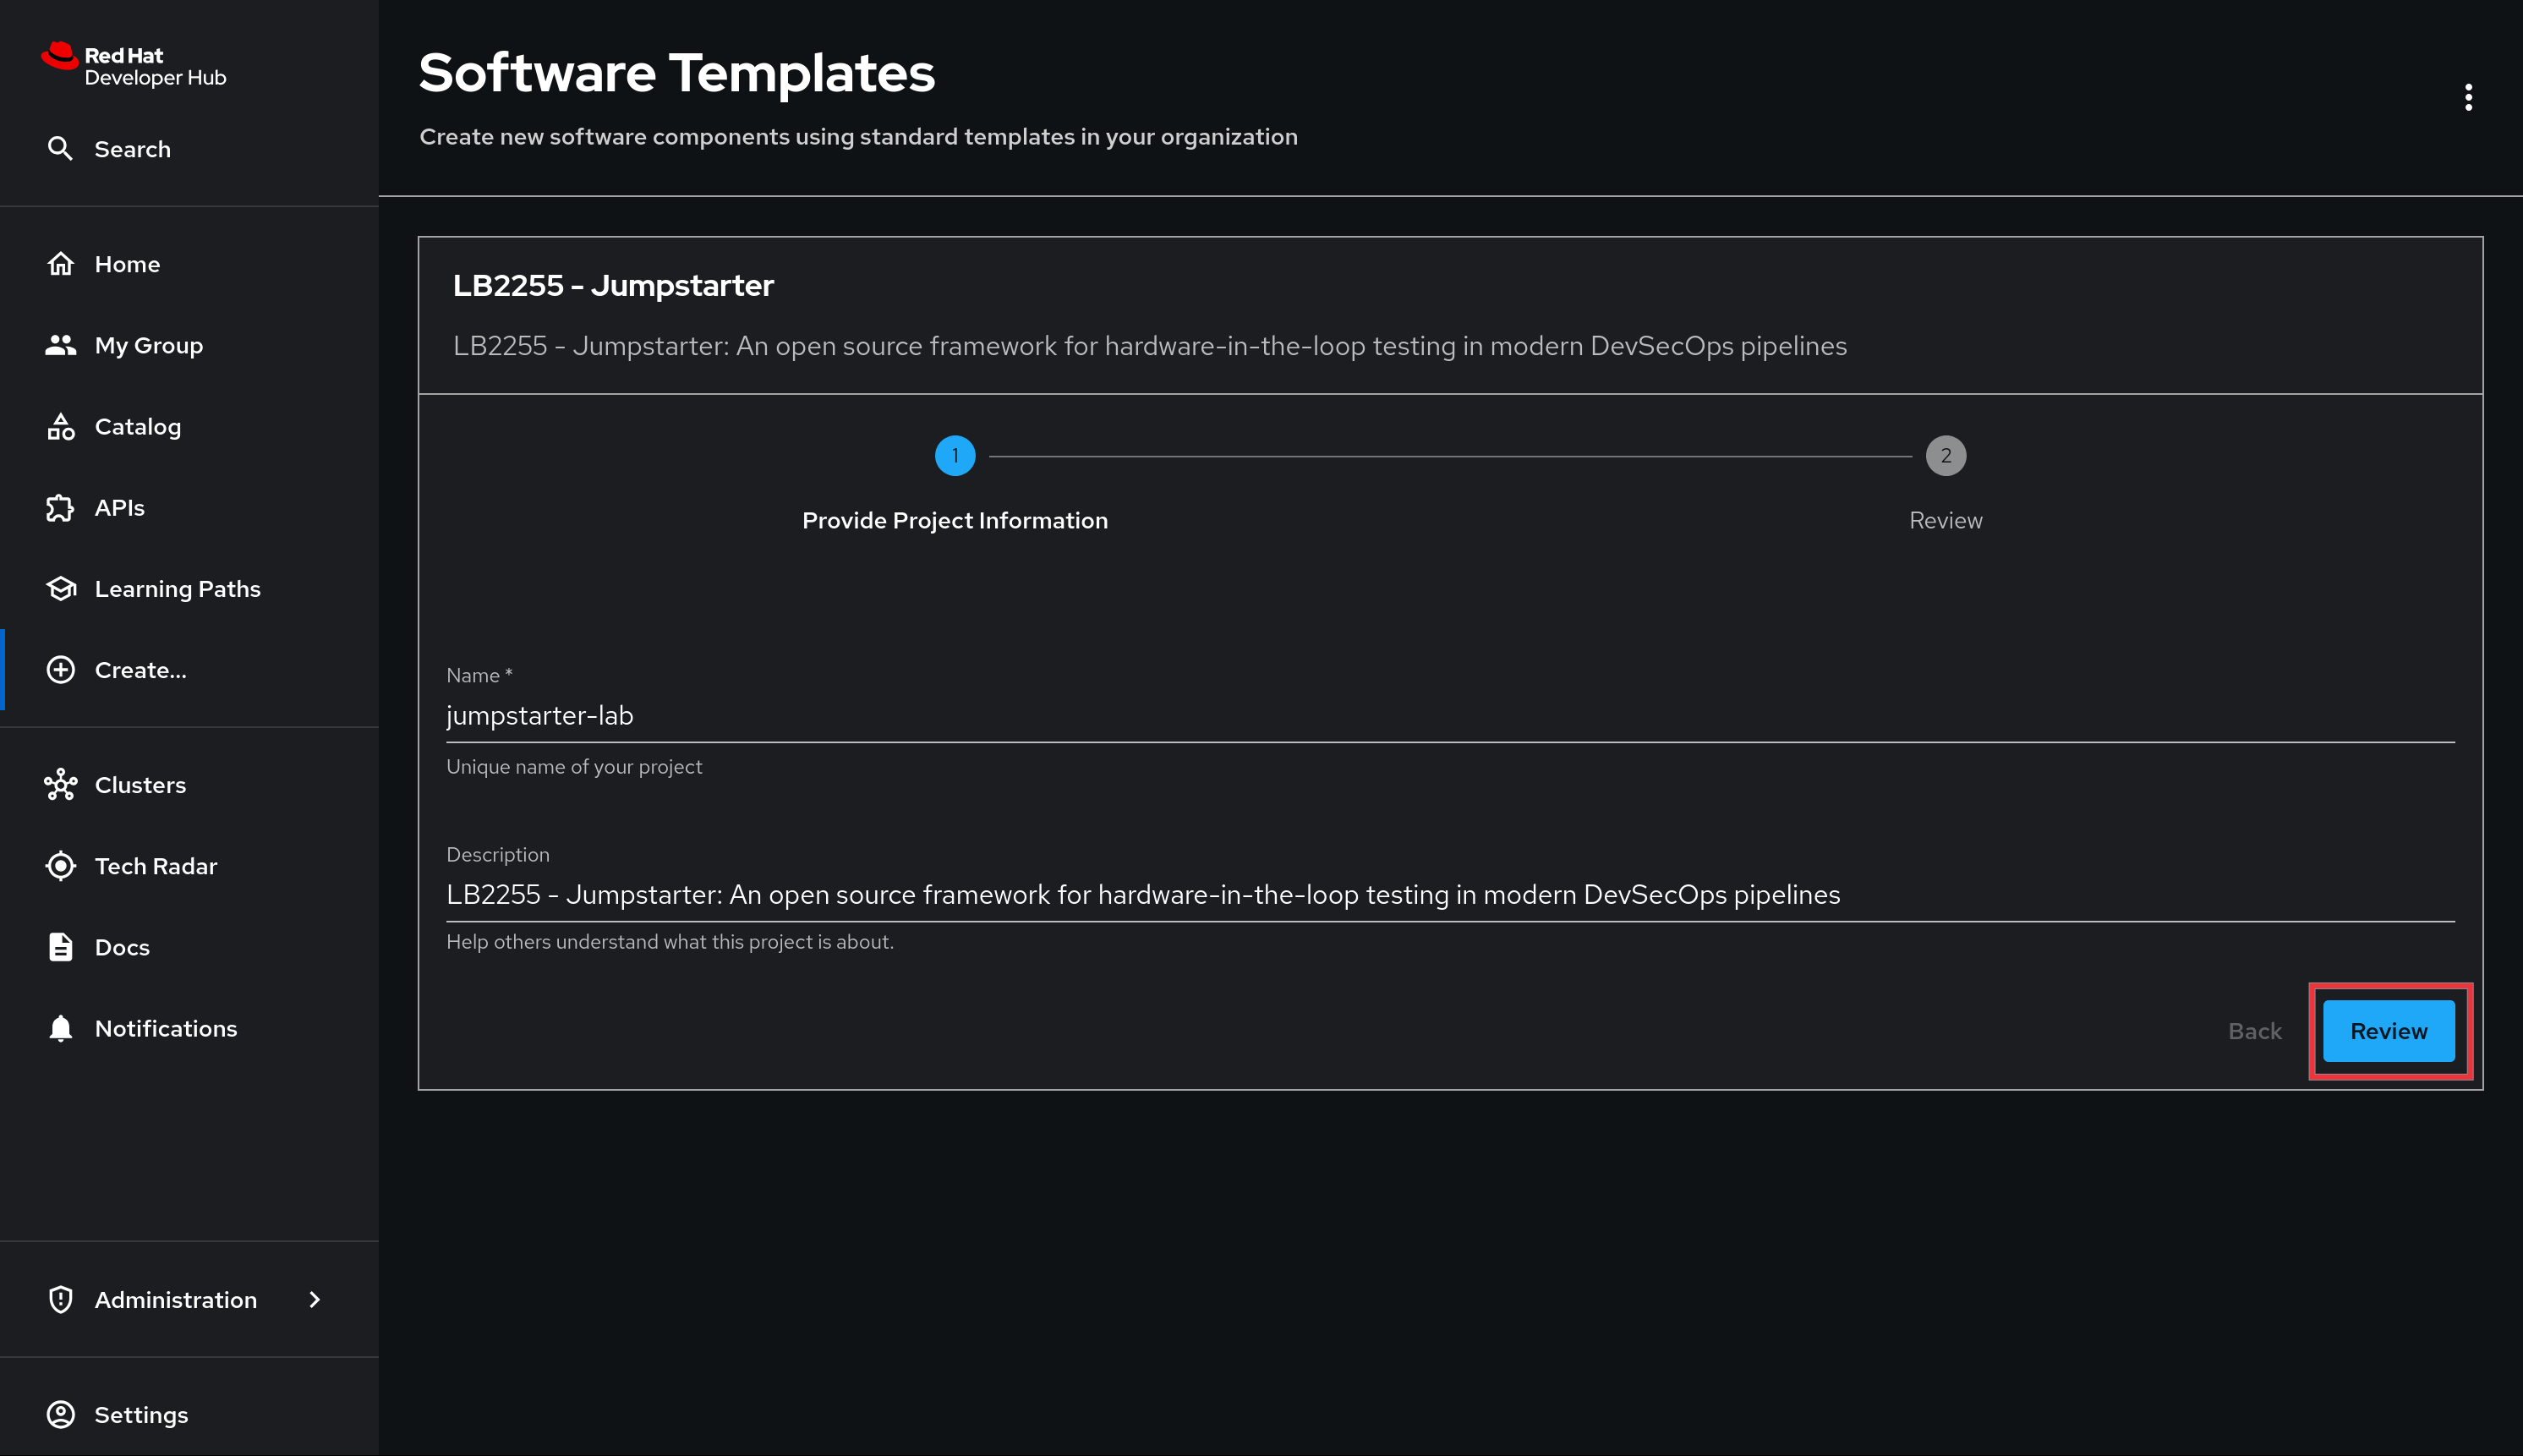 Red Hat
Developer Hub
Search
Home
My Group
Catalog
APIs
Learning Paths
Create...
Clusters
Tech Radar
Docs
Notifications
Administration
Settings
Software Templates
Create new software components using standard templates in your organization
LB2255 - Jumpstarter
LB2255 - Jumpstarter: An open source framework for hardware-in-the-loop testing in modern DevSecOps pipelines
1
2
Provide Project Information
Review
Name *
jumpstarter-lab
Unique name of your project
Description
LB2255 - Jumpstarter: An open source framework for hardware-in-the-loop testing in modern DevSecOps pipelines
Help others understand what this project is about.
Back
Review